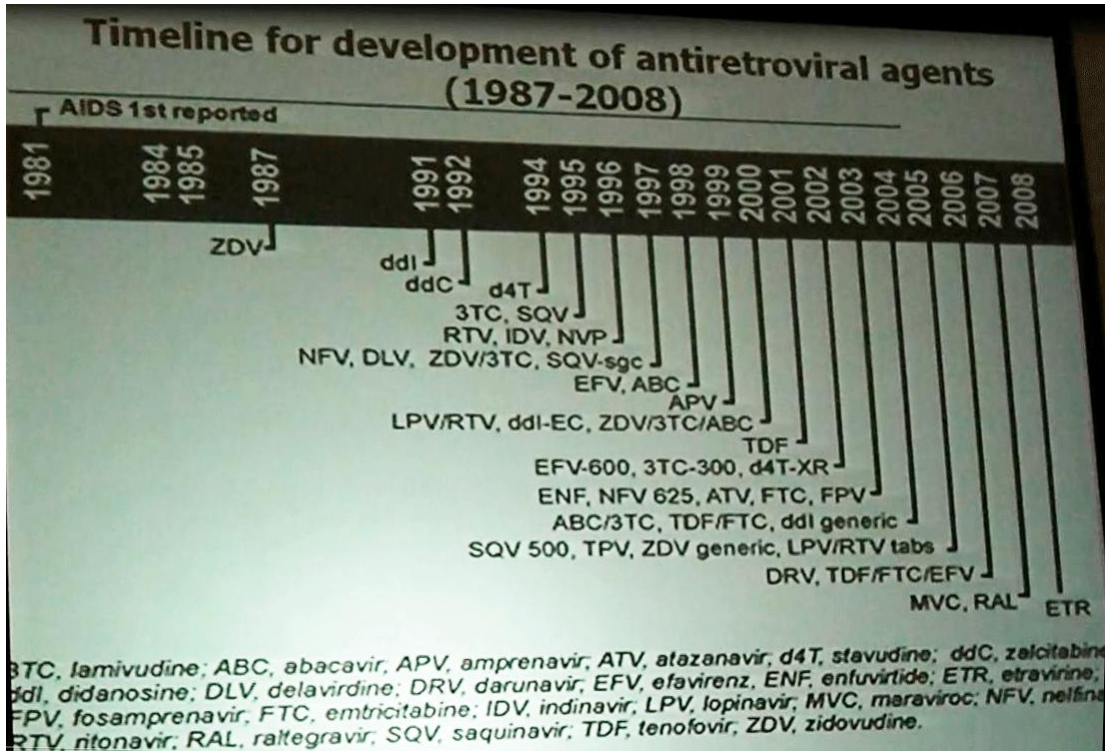 Timeline for development of antiretroviral agents
(1987-2008)
AIDS 1st reported
1981 1984 1985 1987 1991 1992 1994 1995 1996 1997 1998 1999 2000 2001 2002 2003 2004 2005 2006 2007 2008
ZDV
ddI
ddC
d4T
3TC, SQV
RTV, IDV, NVP
NFV, DLV, ZDV/3TC, SQV-sgc
EFV, ABC
APV
LPV/RTV, ddI-EC, ZDV/3TC/ABC
TDF
EFV-600, 3TC-300, d4T-XR
ENF, NFV 625, ATV, FTC, FPV
ABC/3TC, TDF/FTC, ddI generic
SQV 500, TPV, ZDV generic, LPV/RTV tabs
DRV, TDF/FTC/EFV
MVC, RAL
ETR
3TC, lamivudine; ABC, abacavir, APV, amprenavir, ATV, atazanavir, d4T, stavudine; ddC, zalcitabine
ddI, didanosine; DLV, delavirdine; DRV, darunavir, EFV, efavirenz, ENF, enfuvirtide; ETR, etravirine;
FPV, fosamprenavir; FTC, emtricitabine; IDV, indinavir, LPV, lopinavir; MVC, maraviroc; NFV, nelfina
RTV, ritonavir; RAL, raltegravir; SQV, saquinavir; TDF, tenofovir, ZDV, zidovudine.